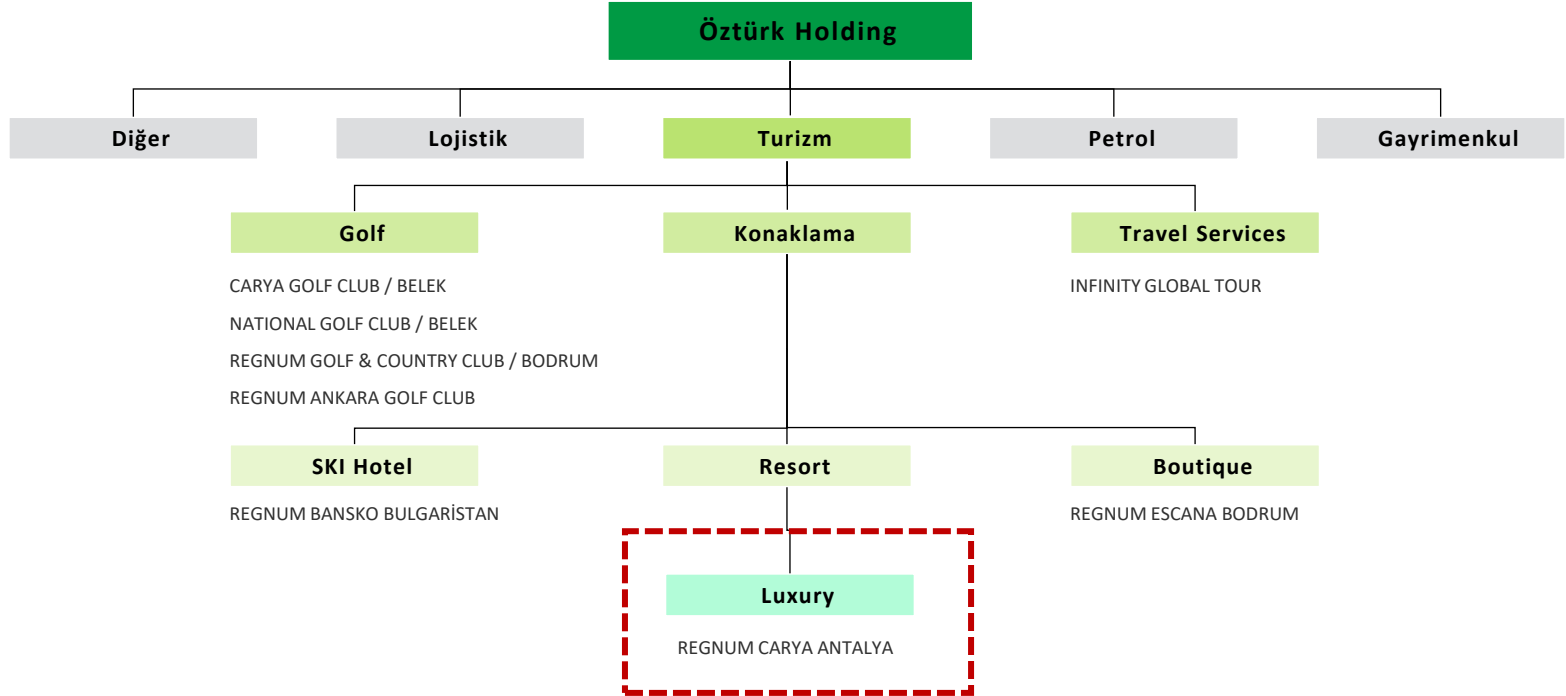 Öztürk Holding
Diğer
Lojistik
Turizm
Petrol
Gayrimenkul
Golf
Konaklama
Travel Services
CARYA GOLF CLUB / BELEK
NATIONAL GOLF CLUB / BELEK
REGNUM GOLF & COUNTRY CLUB / BODRUM
REGNUM ANKARA GOLF CLUB
INFINITY GLOBAL TOUR
SKI Hotel
Resort
Boutique
REGNUM BANSKO BULGARİSTAN
REGNUM ESCANA BODRUM
Luxury
REGNUM CARYA ANTALYA